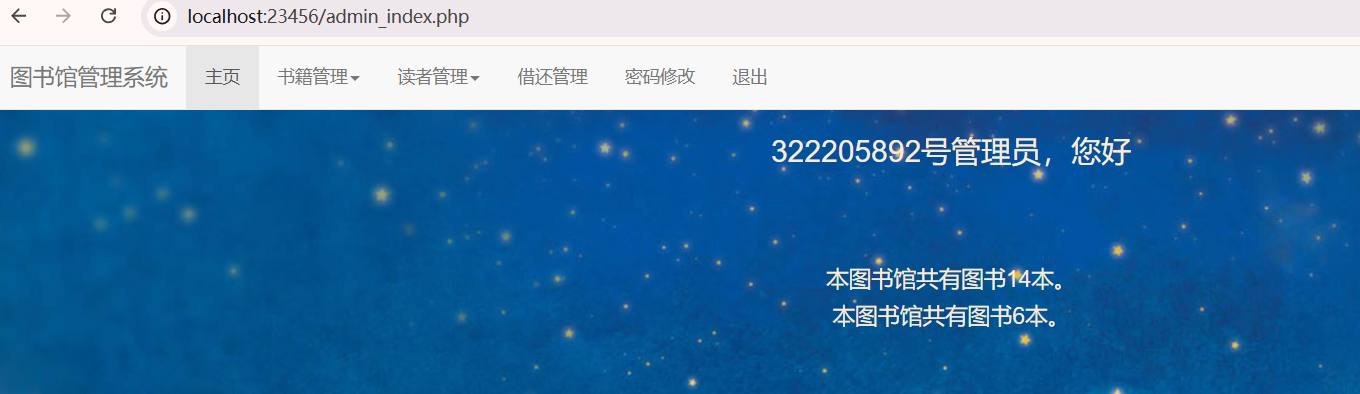 localhost:23456/admin_index.php
图书馆管理系统 主页 书籍管理 读者管理 借还管理 密码修改 退出
322205892号管理员，您好
本图书馆共有图书14本。
本图书馆共有图书6本。